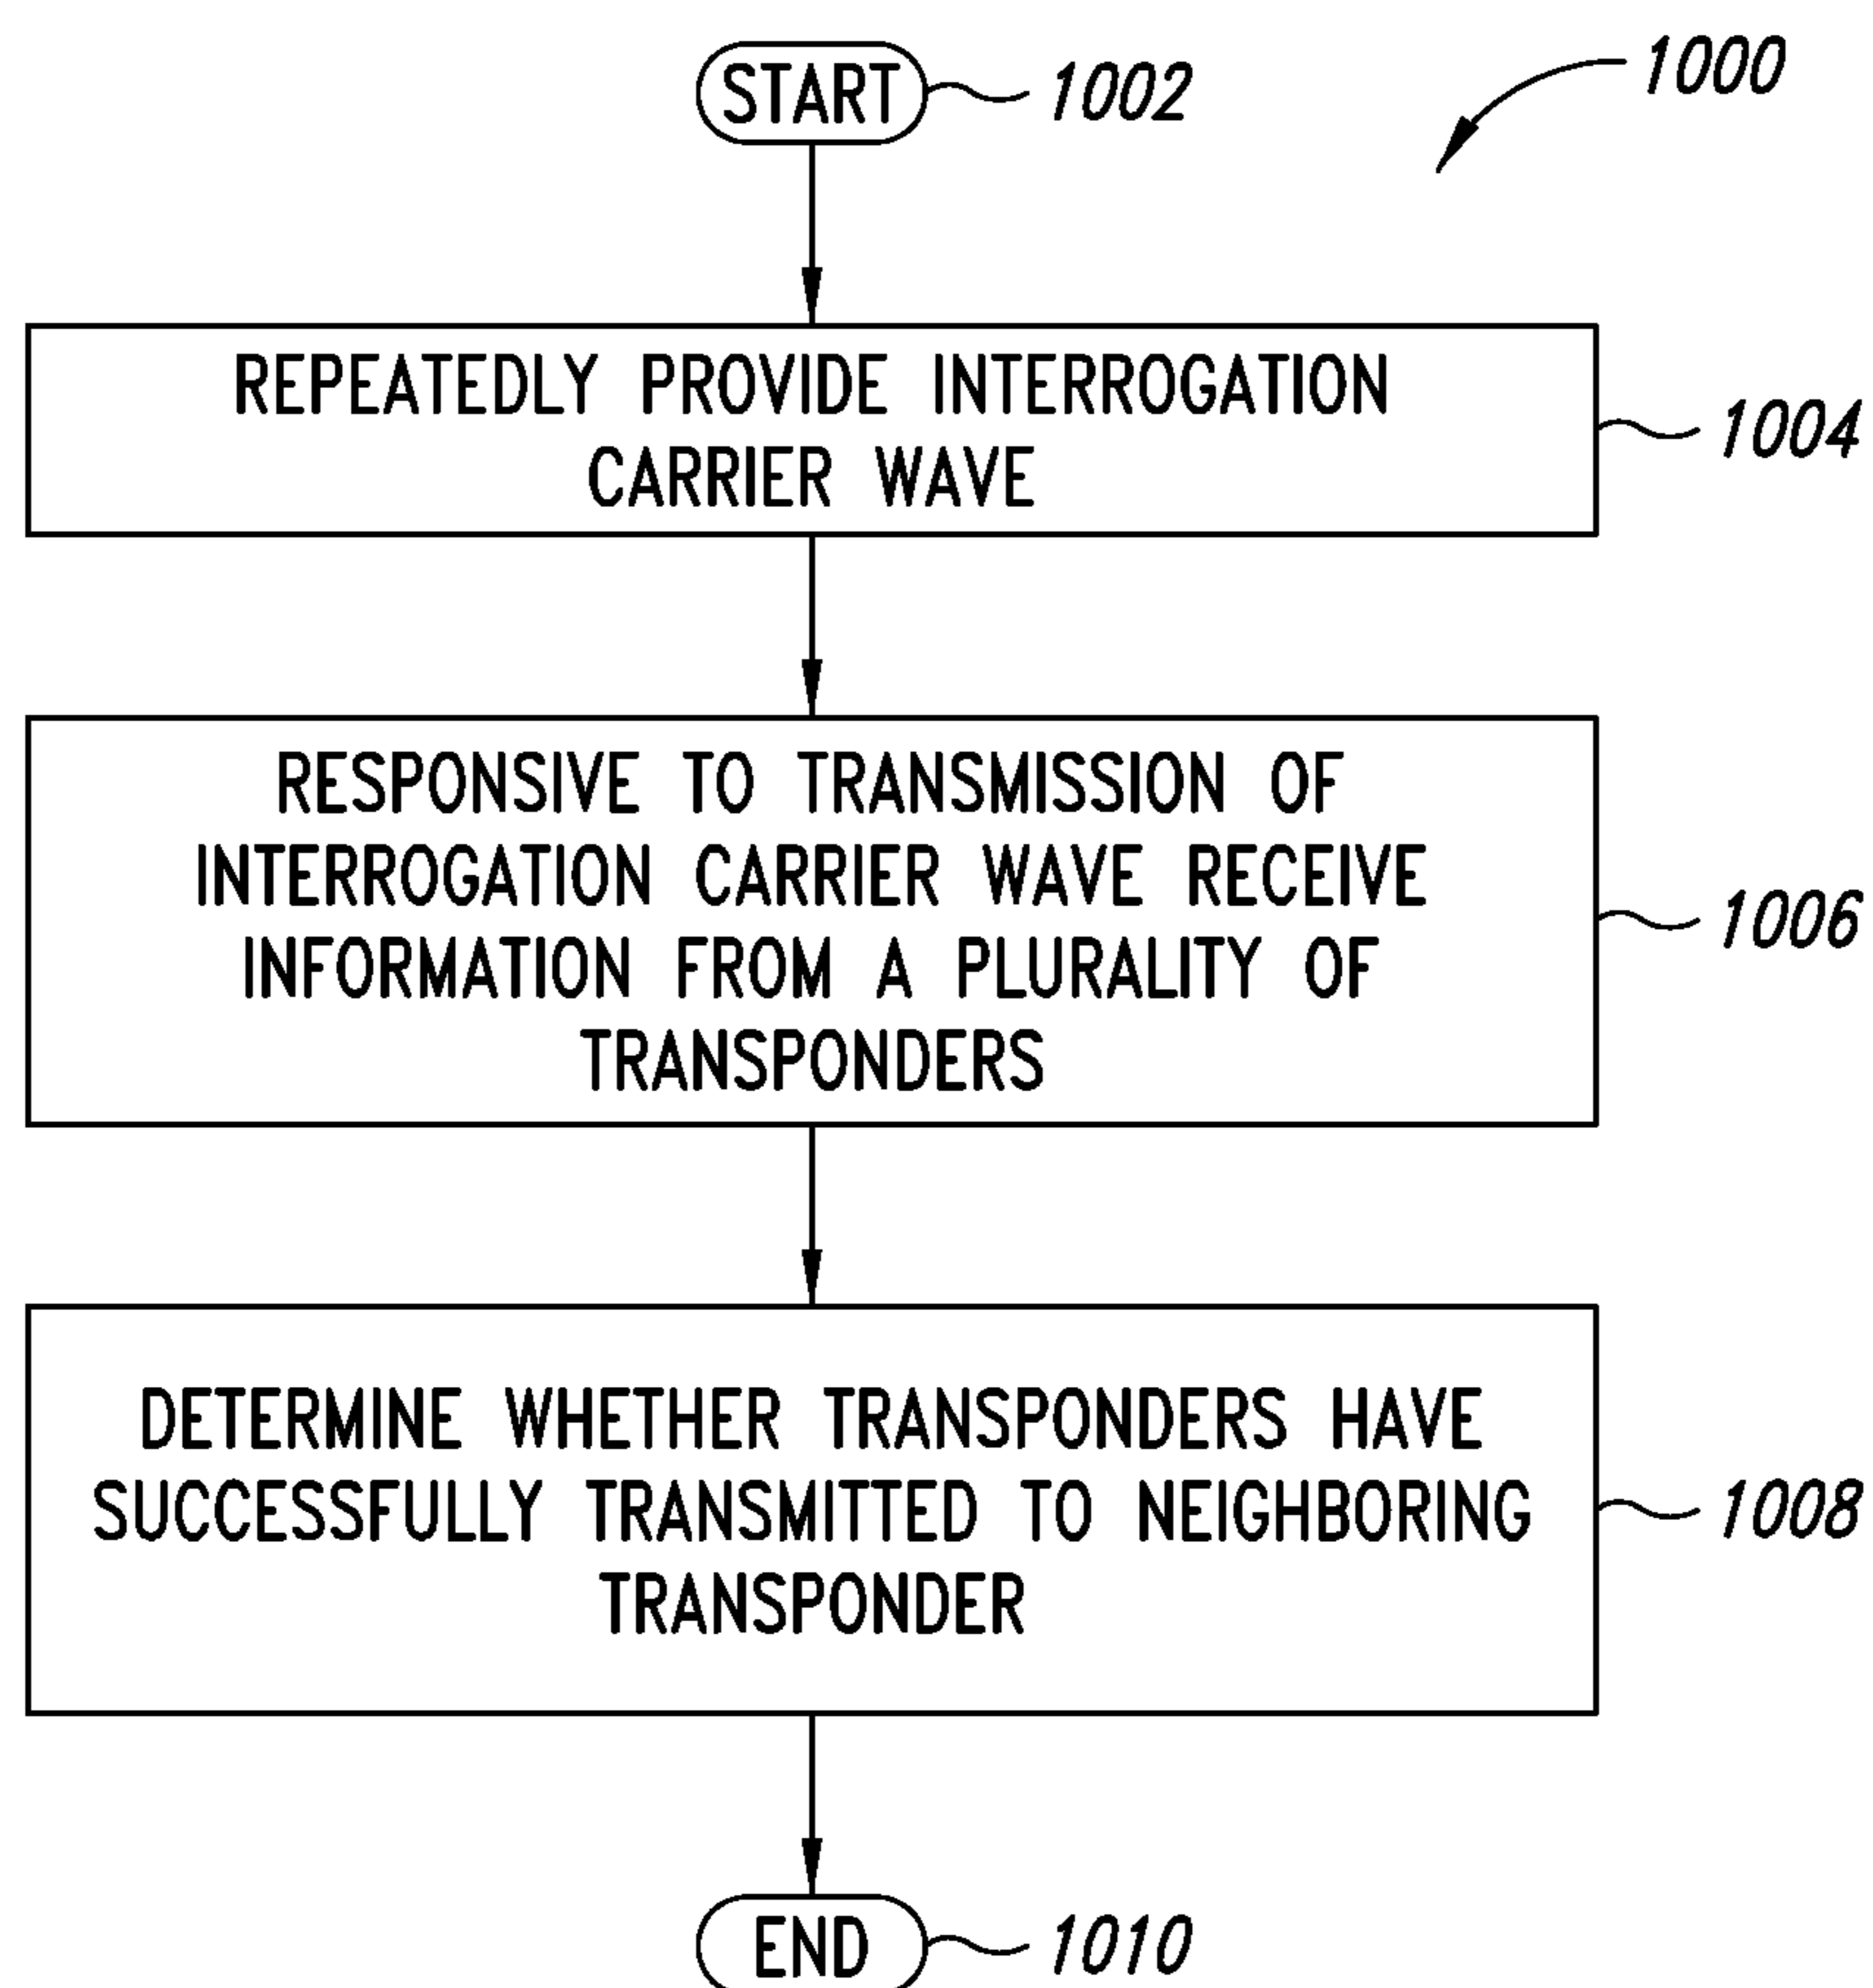 START
1002
1000
REPEATEDLY PROVIDE INTERROGATION
CARRIER WAVE
1004
RESPONSIVE TO TRANSMISSION OF
INTERROGATION CARRIER WAVE RECEIVE
INFORMATION FROM A PLURALITY OF
TRANSPONDERS
1006
DETERMINE WHETHER TRANSPONDERS HAVE
SUCCESSFULLY TRANSMITTED TO NEIGHBORING
TRANSPONDER
1008
END
1010